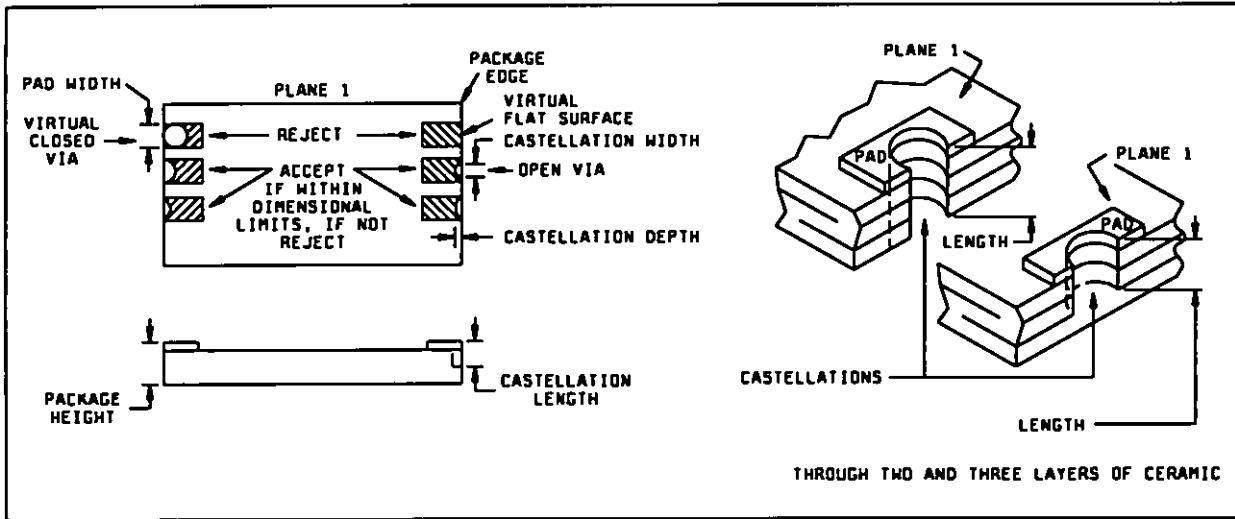 PAD WIDTH
VIRTUAL
CLOSED
VIA
PLANE 1
PACKAGE
EDGE
VIRTUAL
FLAT SURFACE
REJECT
CASTELLATION WIDTH
ACCEPT
IF WITHIN
DIMENSIONAL
LIMITS, IF NOT
REJECT
OPEN VIA
CASTELLATION DEPTH
PACKAGE
HEIGHT
CASTELLATION
LENGTH
PLANE 1
PAD
LENGTH
PLANE 1
PAD
CASTELLATIONS
LENGTH
THROUGH TWO AND THREE LAYERS OF CERAMIC